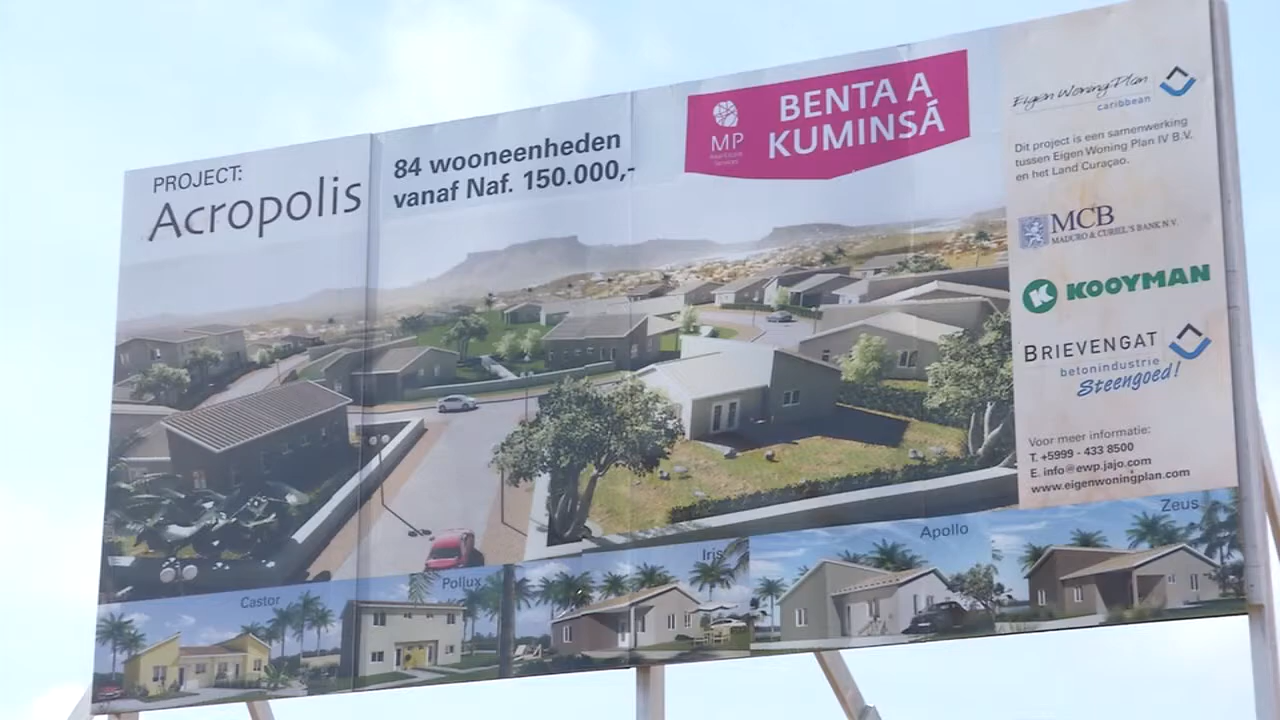 PROJECT:
Acropolis
84 wooneenheden
vanaf Naf. 150.000,-
MP
BENTA A
KUMINSÁ
Eigen Woning Plan
caribbean
Dit project is een samenwerking
tussen Eigen Woning Plan IV B.V.
en het Land Curaçao.
MCB
MADURO & CURIEL'S BANK N.V.
KOOYMAN
BRIEVENGAT
betonindustrie
Steengoed!
Voor meer informatie:
T. +5999 - 433 8500
E. info@ewp.jajo.com
www.eigenwoningplan.com
Castor
Pollux
Iris
Apollo
Zeus